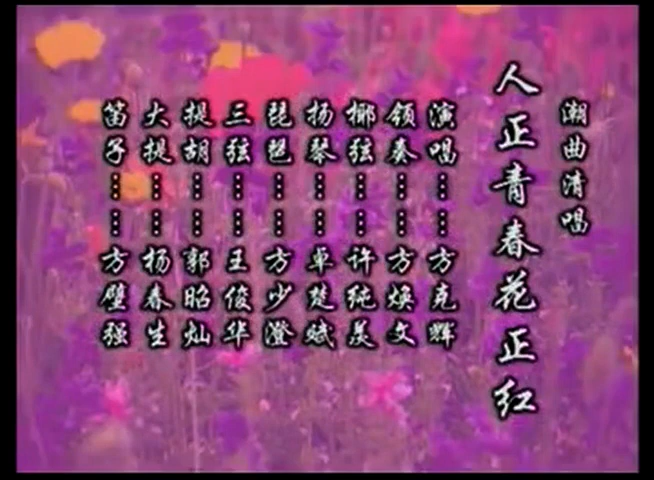 潮曲清唱
人正青春花正红
演唱……方克辉
领奏……方焕文
椰弦……许纯羡
扬琴……卓楚斌
琵琶……方少澄
三弦……王俊华
提胡……郭昭灿
大提……杨春生
笛子……方壁强